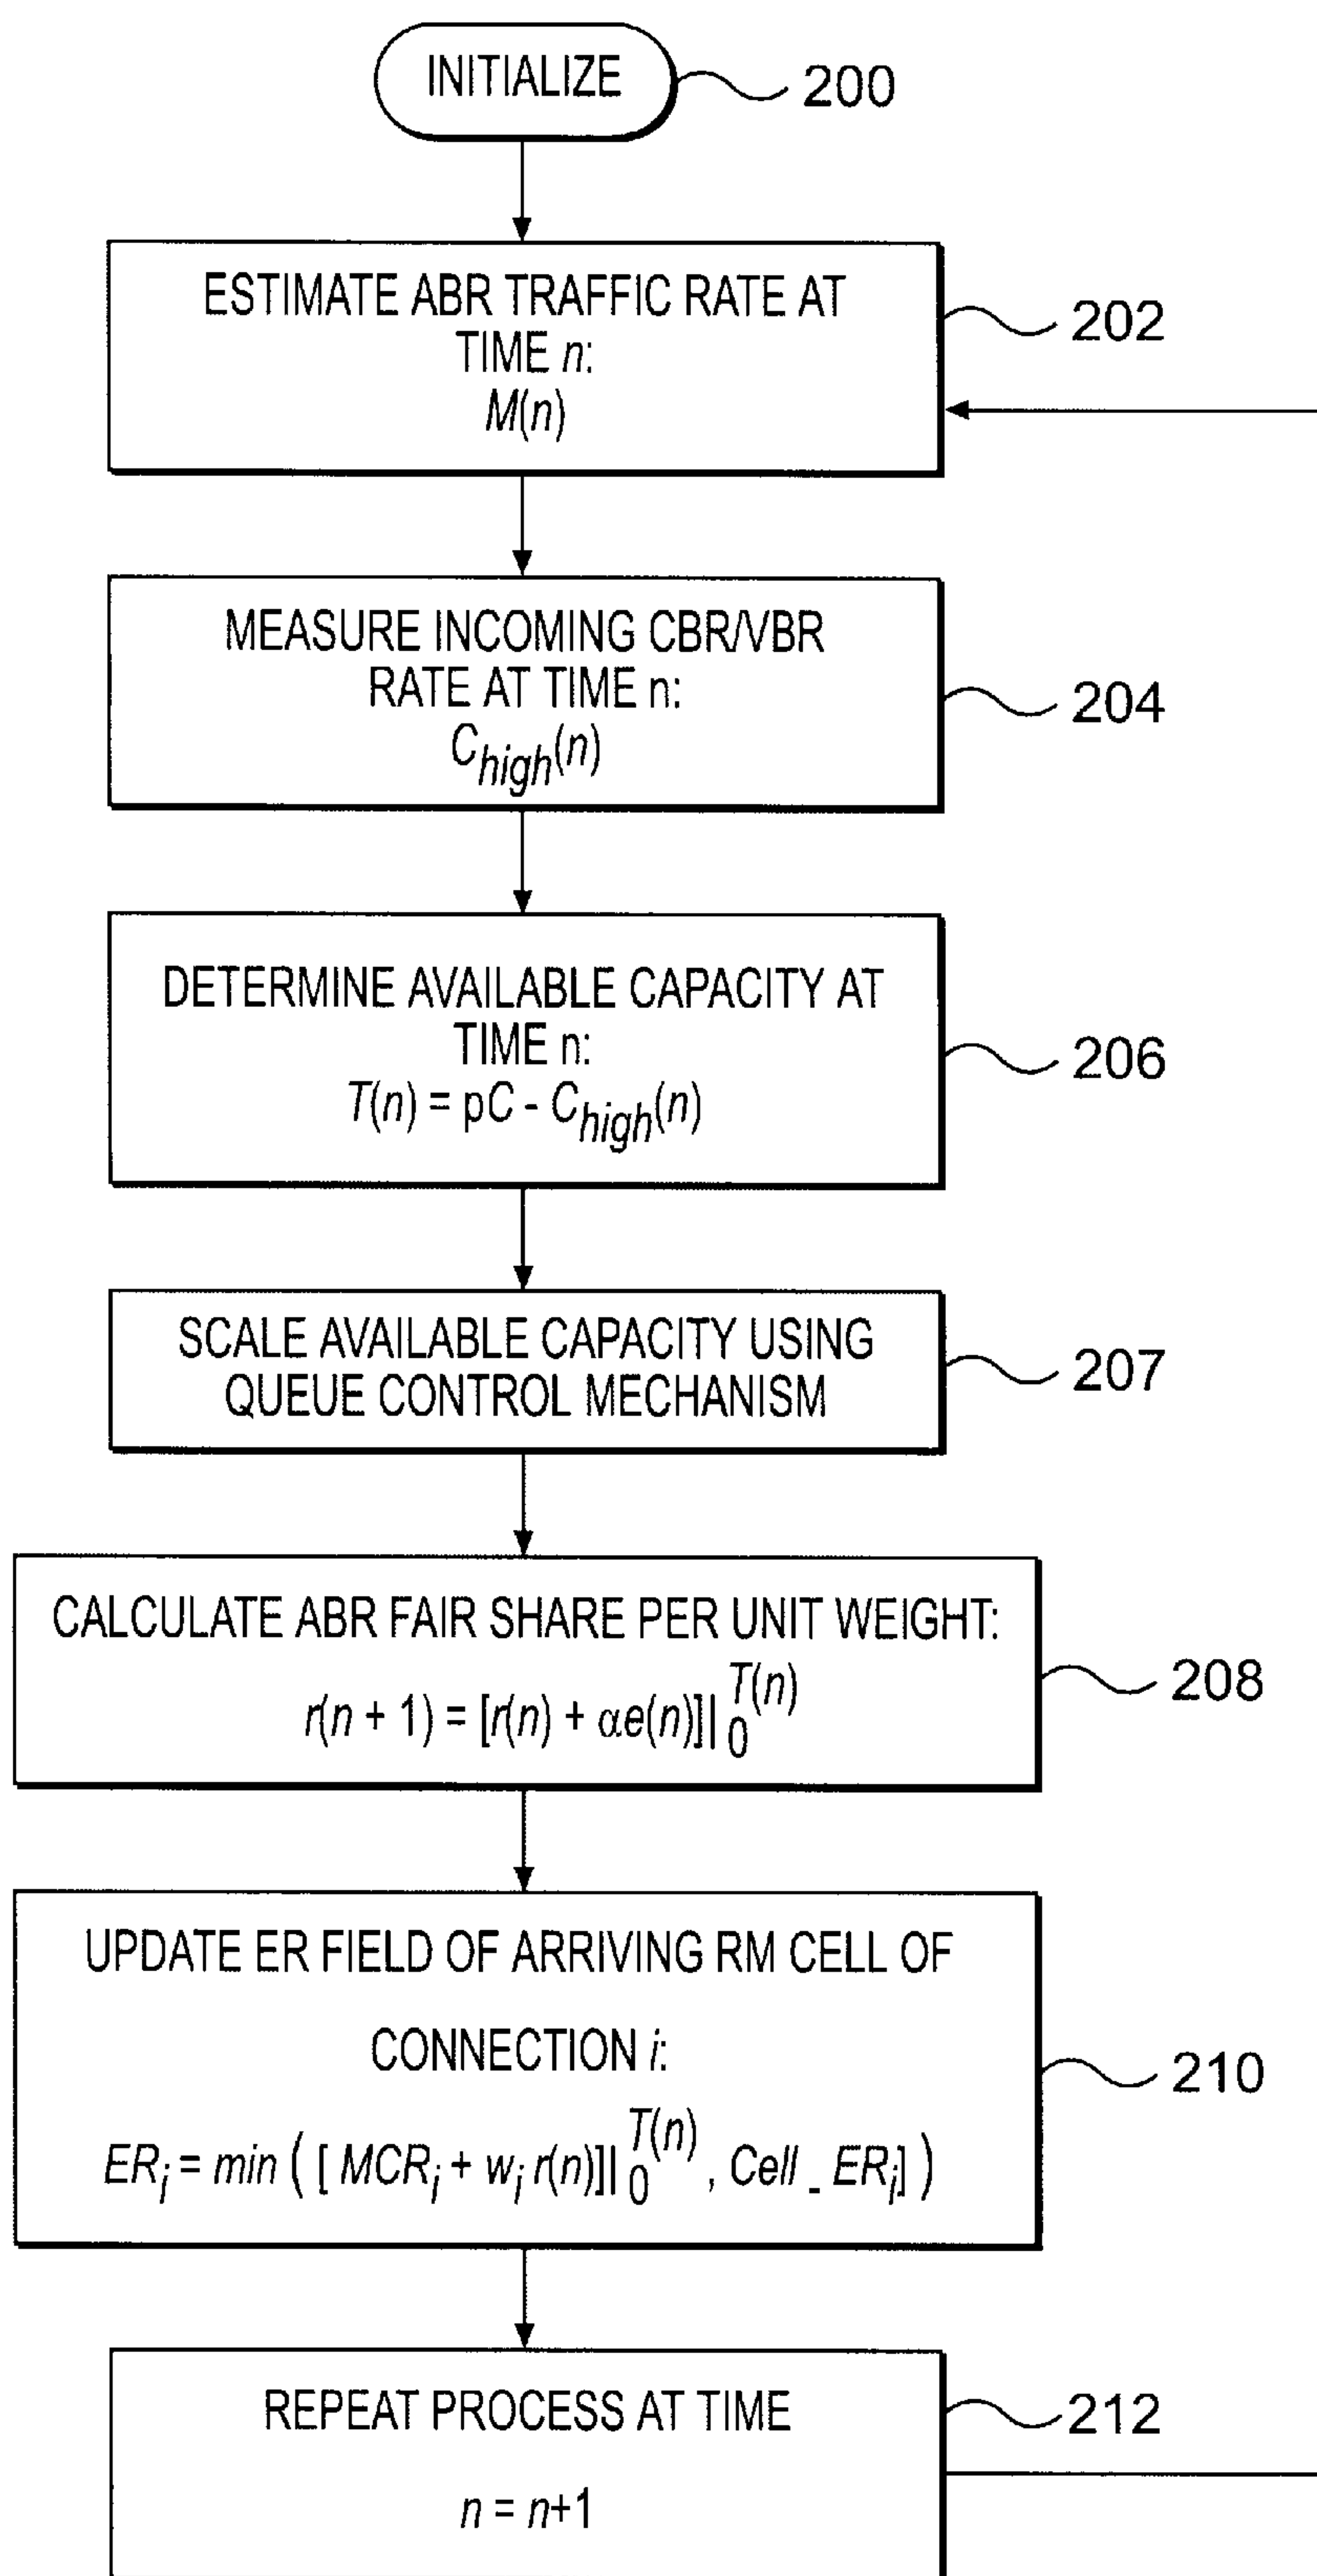 INITIALIZE
200
ESTIMATE ABR TRAFFIC RATE AT
TIME n:
M(n)
202
MEASURE INCOMING CBR/VBR
RATE AT TIME n:
C_high(n)
204
DETERMINE AVAILABLE CAPACITY AT
TIME n:
T(n) = pC - C_high(n)
206
SCALE AVAILABLE CAPACITY USING
QUEUE CONTROL MECHANISM
207
CALCULATE ABR FAIR SHARE PER UNIT WEIGHT:
r(n + 1) = [r(n) + αe(n)]|_0^T(n)
208
UPDATE ER FIELD OF ARRIVING RM CELL OF
CONNECTION i:
ER_i = min ( [ MCR_i + w_i r(n)]|_0^T(n) , Cell_ER_i] )
210
REPEAT PROCESS AT TIME
n = n+1
212